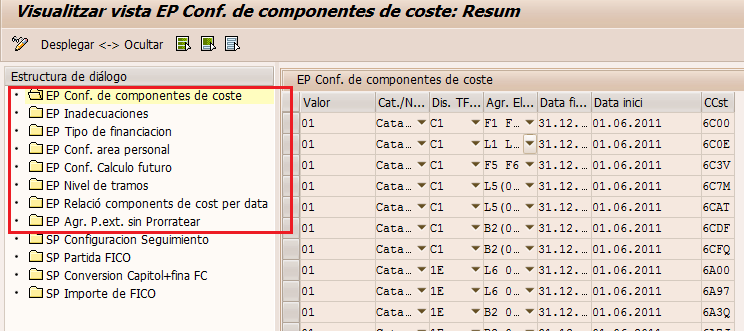 Visualitzar vista EP Conf. de componentes de coste: Resum
Desplegar <-> Ocultar
Estructura de diálogo
EP Conf. de componentes de coste
EP Inadecuaciones
EP Tipo de financiacion
EP Conf. area personal
EP Conf. Calculo futuro
EP Nivel de tramos
EP Relació components de cost per data
EP Agr. P.ext. sin Prorratear
SP Configuracion Seguimiento
SP Partida FICO
SP Conversion Capitol+fina FC
SP Importe de FICO
EP Conf. de componentes de coste
Valor Cat./N... Dis. TF... Agr. El... Data fi... Data inici CCst
01 Cata... C1 F1 F... 31.12. ... 01.06.2011 6C00
01 Cata... C1 L1 L... 31.12. ... 01.06.2011 6C0E
01 Cata... C1 F5 F6 31.12. ... 01.06.2011 6C3V
01 Cata... C1 L5(0... 31.12. ... 01.06.2011 6C7M
01 Cata... C1 L5(0... 31.12. ... 01.06.2011 6CAT
01 Cata... C1 B2(0... 31.12. ... 01.06.2011 6CDF
01 Cata... C1 B2(0... 31.12. ... 01.06.2011 6CFQ
01 Cata... 1E L6 0... 31.12. ... 01.06.2011 6A00
01 Cata... 1E L6 0... 31.12. ... 01.06.2011 6A97
01 Cata... 1E B2 0... 31.12. ... 01.06.2011 6A3Q